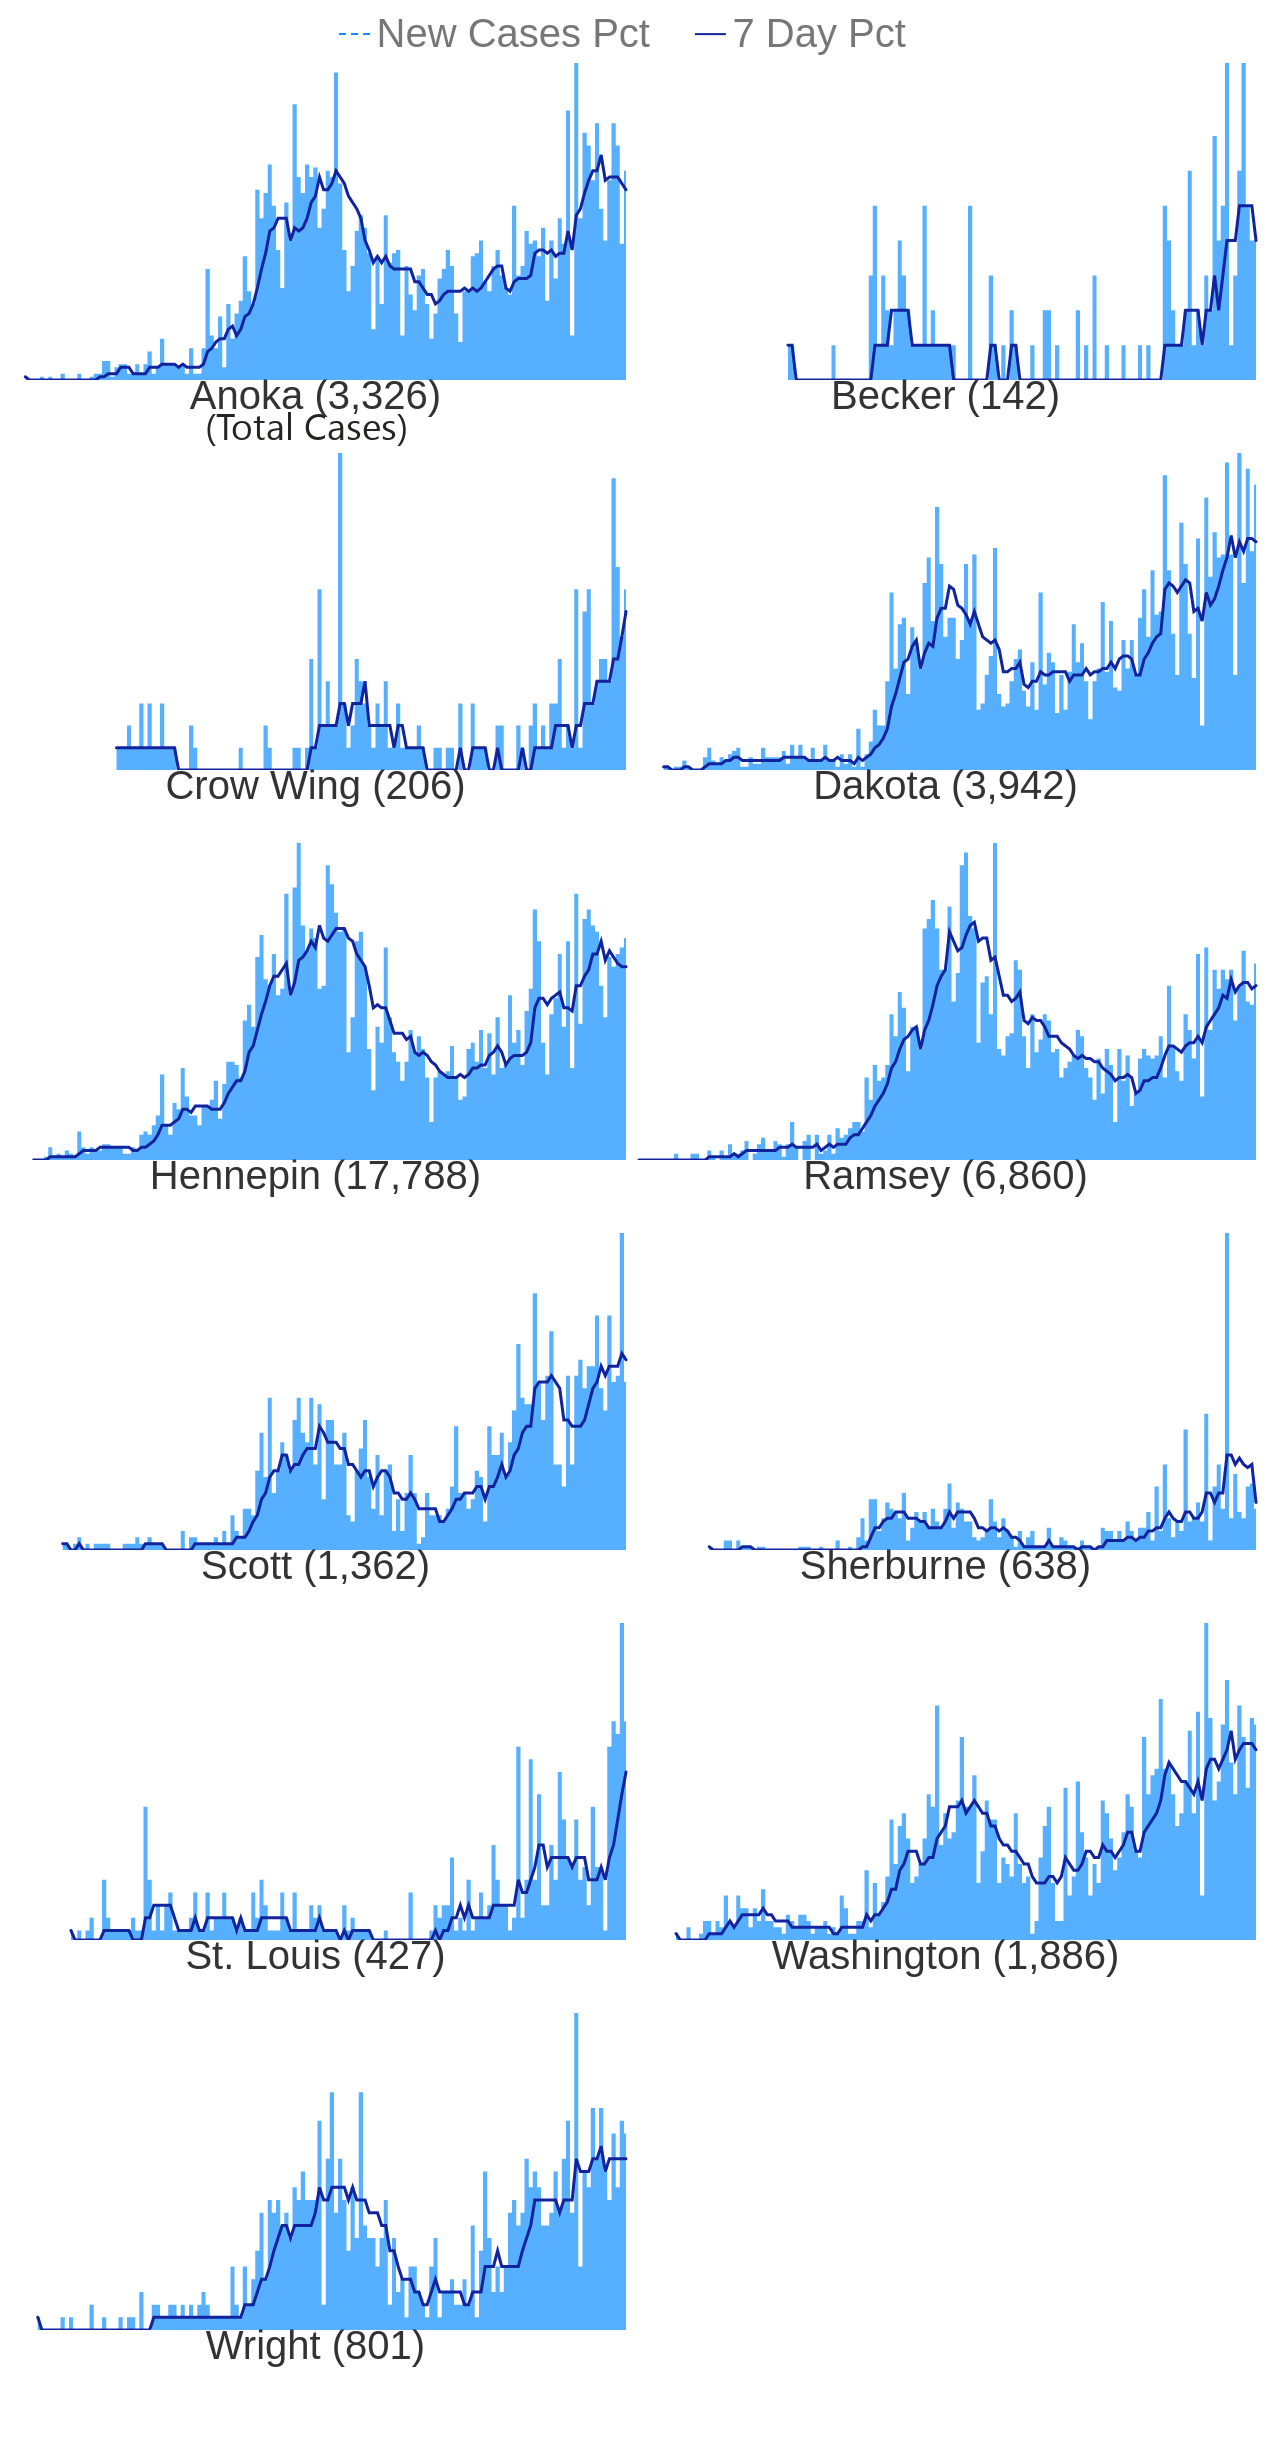 New Cases Pct 7 Day Pct
Anoka (3,326) Becker (142)
(Total Cases)
Crow Wing (206) Dakota (3,942)
Hennepin (17,788) Ramsey (6,860)
Scott (1,362) Sherburne (638)
St. Louis (427) Washington (1,886)
Wright (801)